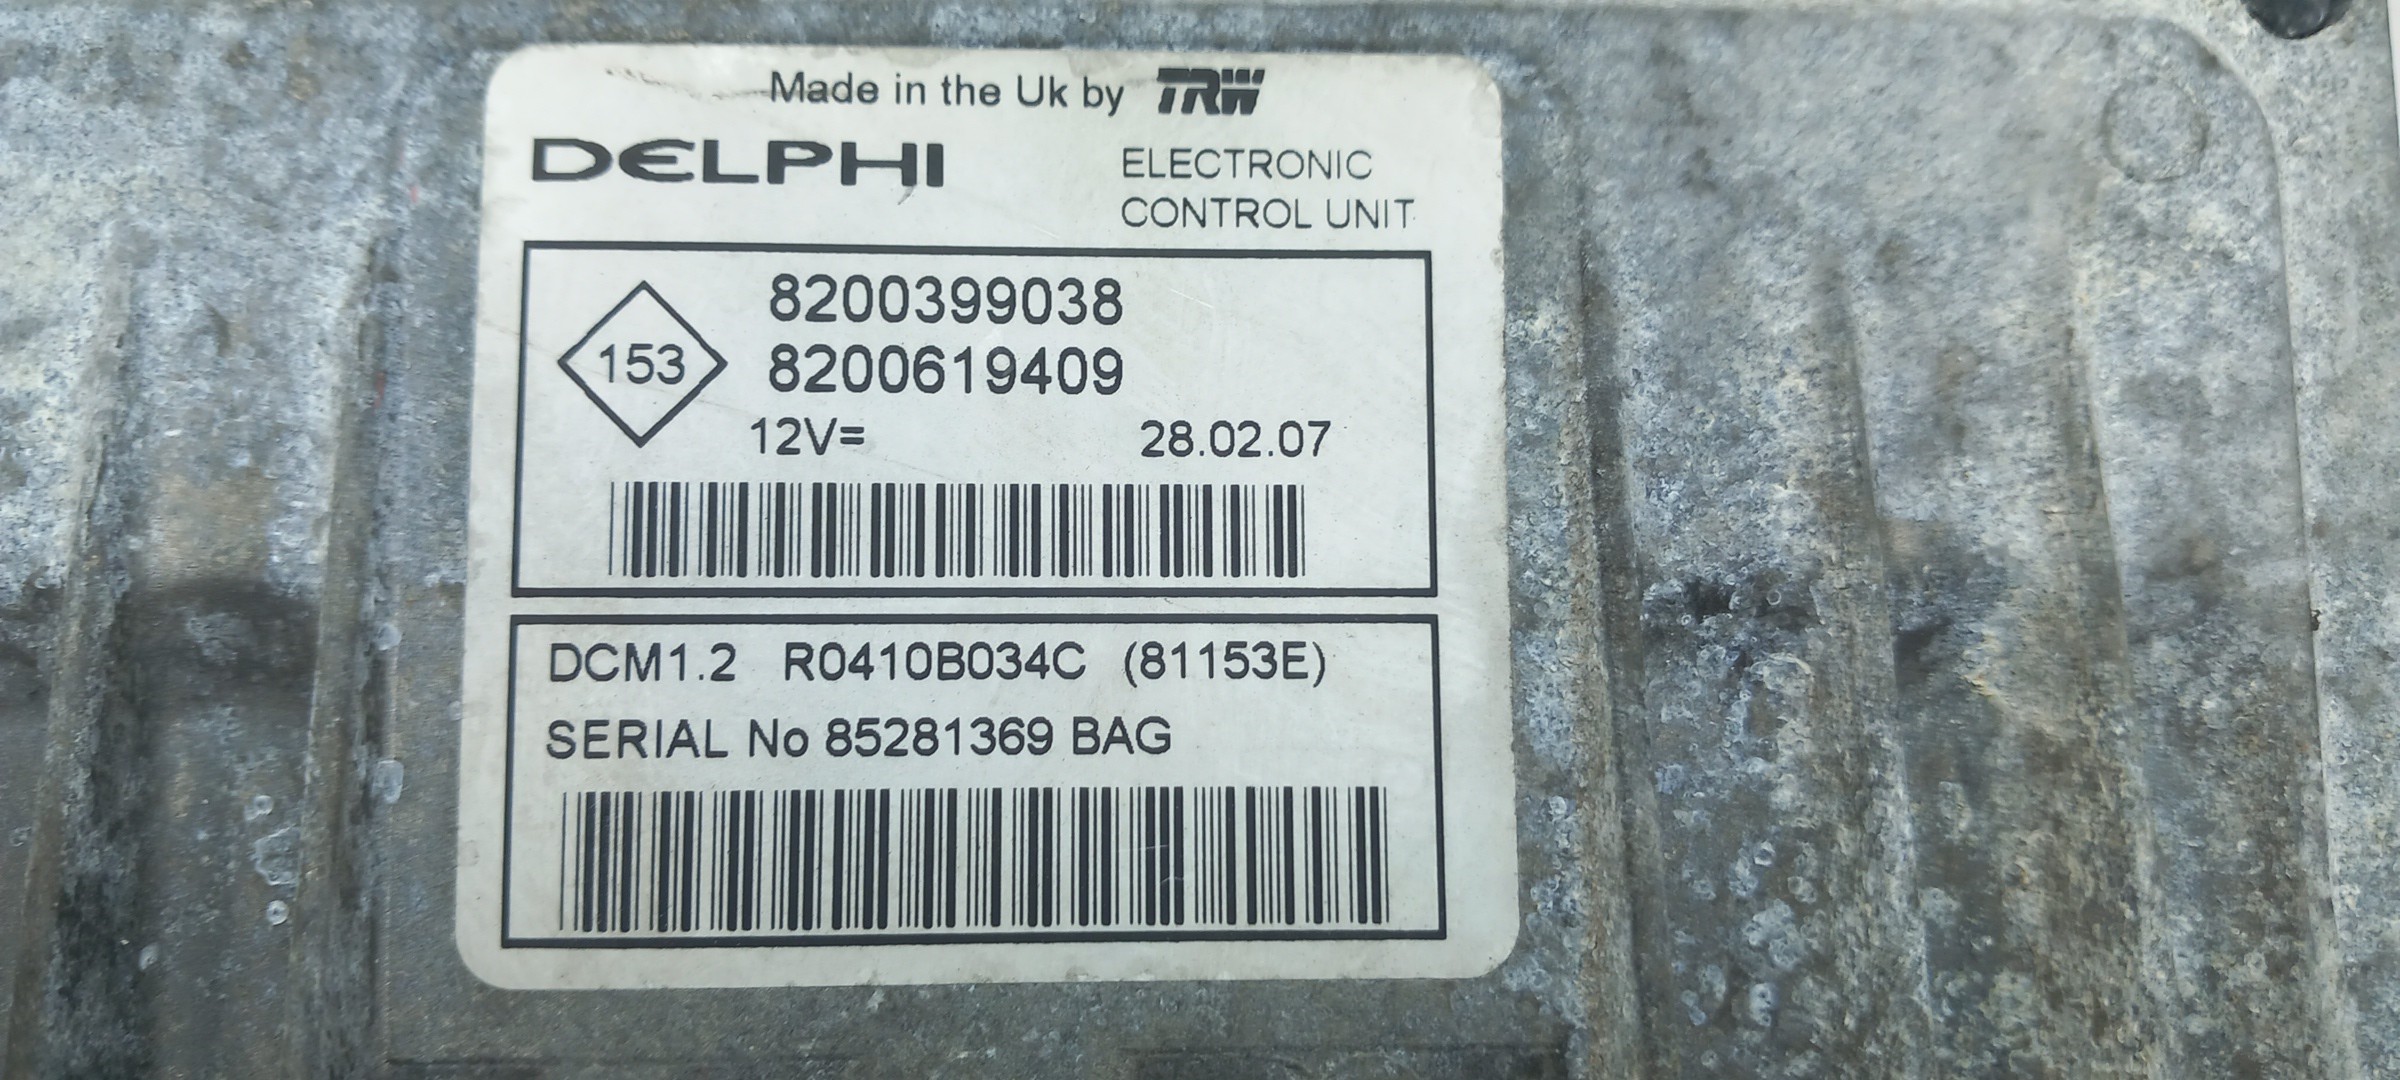 Made in the Uk by TRW
DELPHI
ELECTRONIC
CONTROL UNIT
153
8200399038
8200619409
12V=
28.02.07
DCM1.2 R0410B034C (81153E)
SERIAL No 85281369 BAG